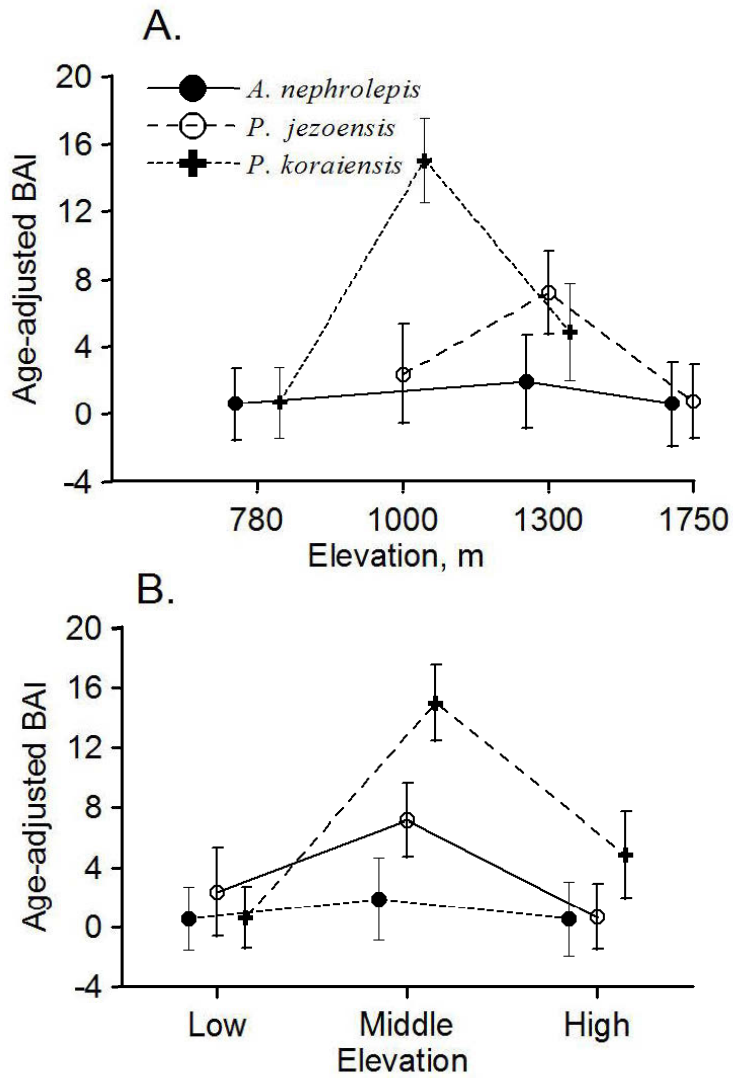 A.
20
16
12
8
4
0
-4
Age-adjusted BAI
A. nephrolepis
P. jezoensis
P. koraiensis
780 1000 1300 1750
Elevation, m
B.
20
16
12
8
4
0
-4
Age-adjusted BAI
Low Middle High
Elevation